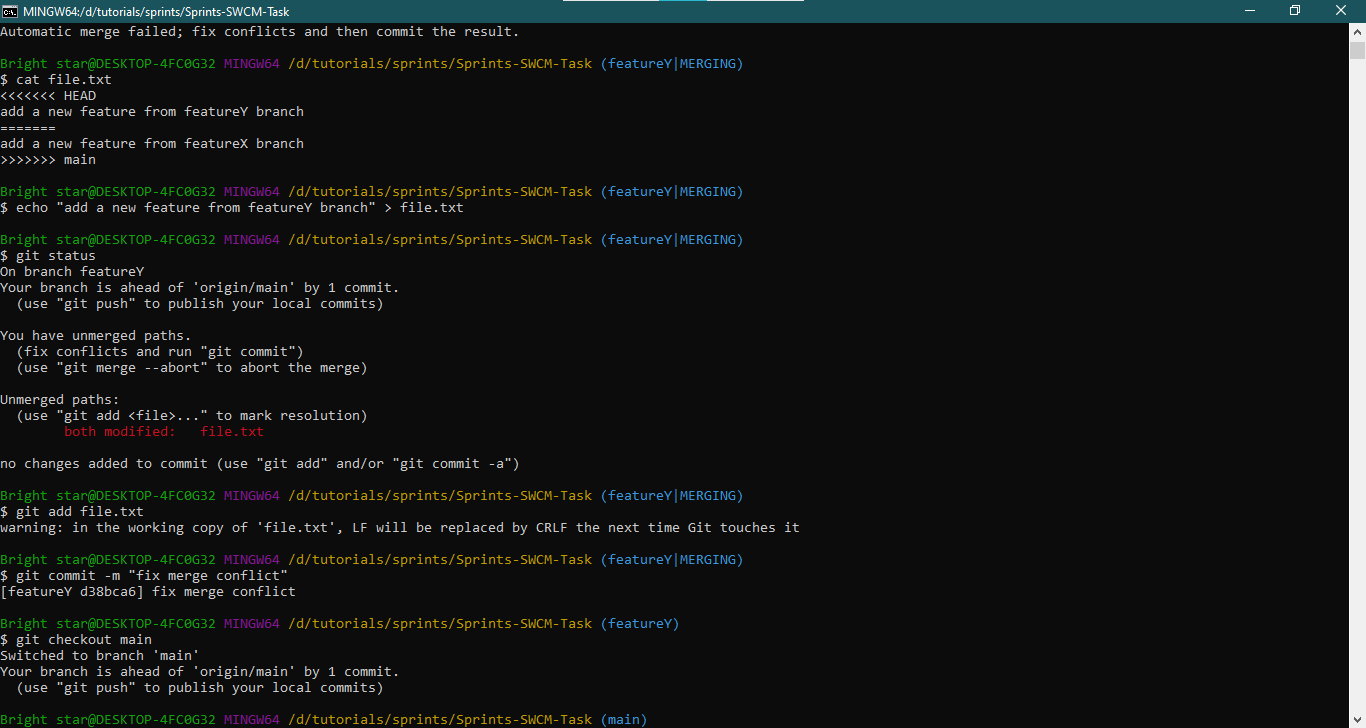 MINGW64:/d/tutorials/sprints/Sprints-SWCM-Task
Automatic merge failed; fix conflicts and then commit the result.
Bright star@DESKTOP-4FC0G32 MINGW64 /d/tutorials/sprints/Sprints-SWCM-Task (featureY|MERGING)
$ cat file.txt
<<<<<<< HEAD
add a new feature from featureY branch
=======
add a new feature from featureX branch
>>>>>>> main
Bright star@DESKTOP-4FC0G32 MINGW64 /d/tutorials/sprints/Sprints-SWCM-Task (featureY|MERGING)
$ echo "add a new feature from featureY branch" > file.txt
Bright star@DESKTOP-4FC0G32 MINGW64 /d/tutorials/sprints/Sprints-SWCM-Task (featureY|MERGING)
$ git status
On branch featureY
Your branch is ahead of 'origin/main' by 1 commit.
  (use "git push" to publish your local commits)
You have unmerged paths.
  (fix conflicts and run "git commit")
  (use "git merge --abort" to abort the merge)
Unmerged paths:
  (use "git add <file>..." to mark resolution)
        both modified:   file.txt
no changes added to commit (use "git add" and/or "git commit -a")
Bright star@DESKTOP-4FC0G32 MINGW64 /d/tutorials/sprints/Sprints-SWCM-Task (featureY|MERGING)
$ git add file.txt
warning: in the working copy of 'file.txt', LF will be replaced by CRLF the next time Git touches it
Bright star@DESKTOP-4FC0G32 MINGW64 /d/tutorials/sprints/Sprints-SWCM-Task (featureY|MERGING)
$ git commit -m "fix merge conflict"
[featureY d38bca6] fix merge conflict
Bright star@DESKTOP-4FC0G32 MINGW64 /d/tutorials/sprints/Sprints-SWCM-Task (featureY)
$ git checkout main
Switched to branch 'main'
Your branch is ahead of 'origin/main' by 1 commit.
  (use "git push" to publish your local commits)
Bright star@DESKTOP-4FC0G32 MINGW64 /d/tutorials/sprints/Sprints-SWCM-Task (main)